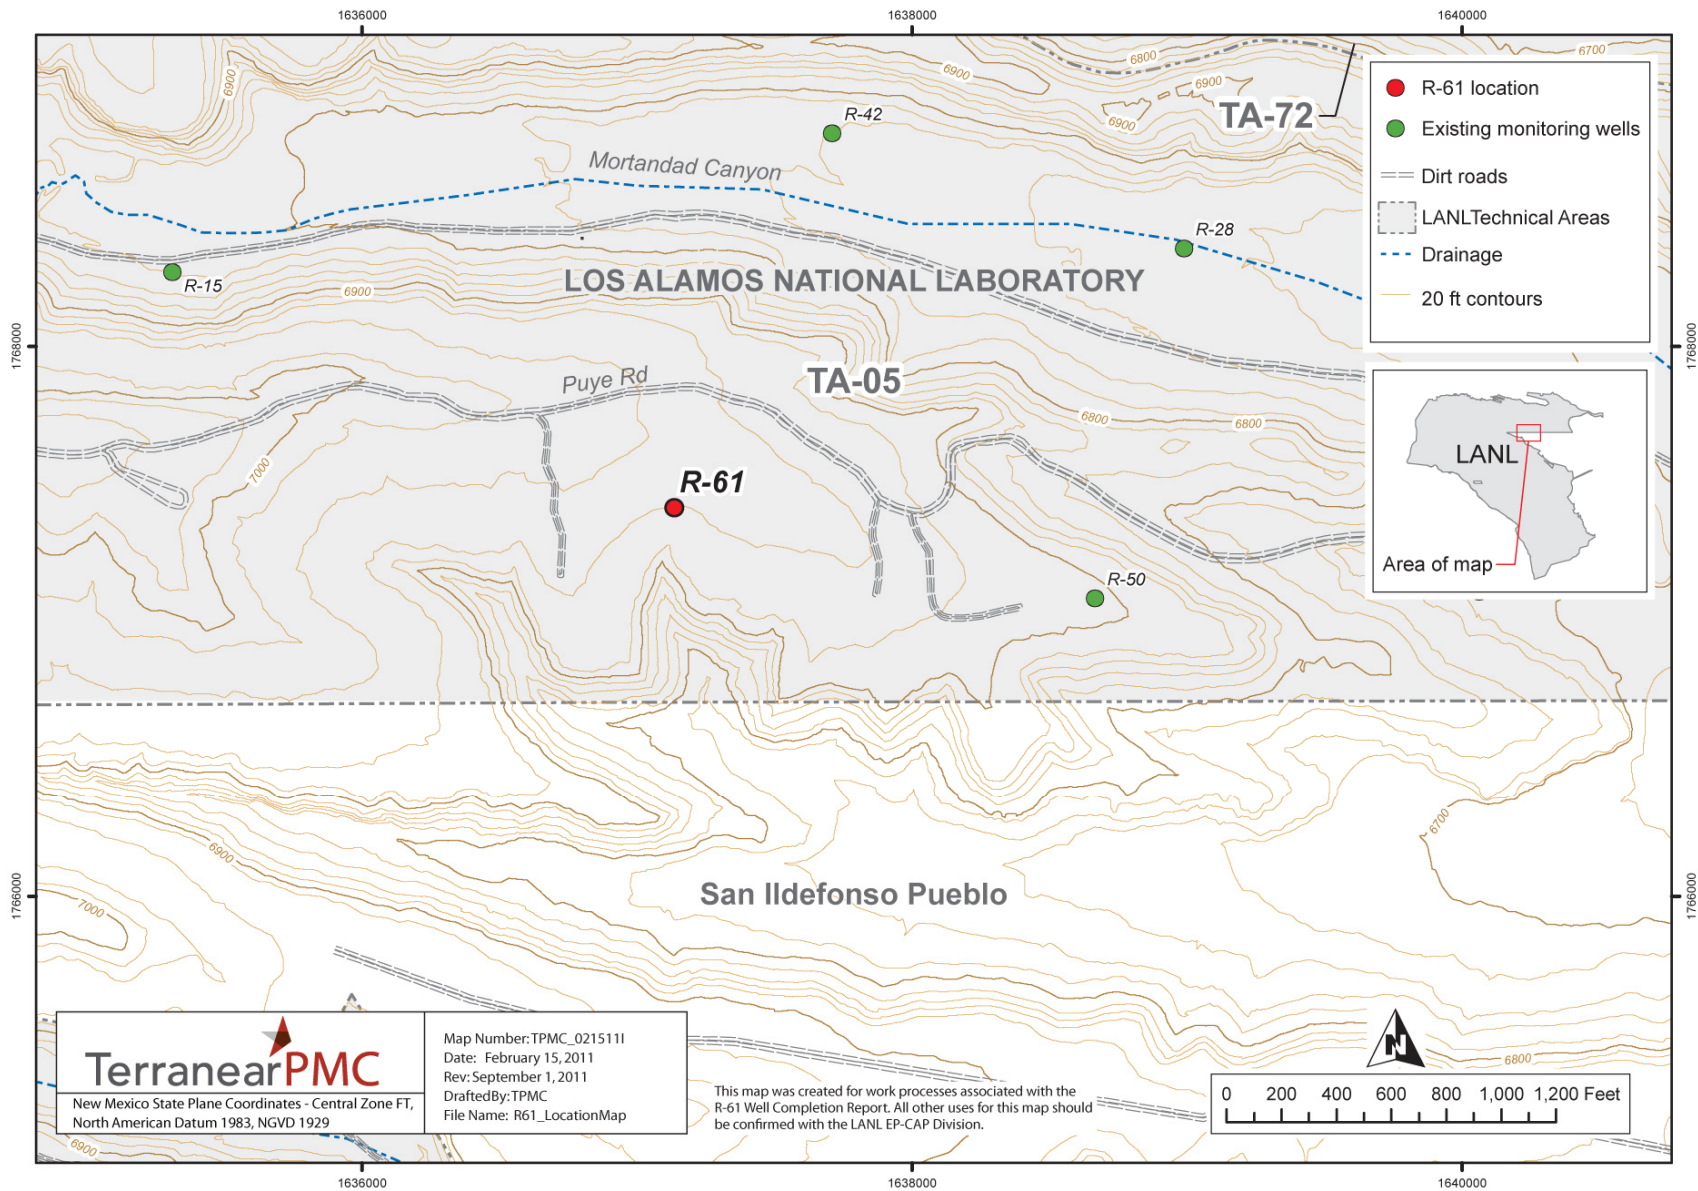 1636000
1638000
1640000
6700
6800
6900
6900
6900
6900
TA-72
R-61 location
Existing monitoring wells
Dirt roads
LANLTechnical Areas
Drainage
20 ft contours
R-42
Mortandad Canyon
R-28
R-15
LOS ALAMOS NATIONAL LABORATORY
6900
1768000
1768000
Puye Rd
TA-05
6800
6800
7000
R-61
LANL
Area of map
R-50
6700
6900
San Ildefonso Pueblo
1766000
1766000
7000
TerranearPMC
New Mexico State Plane Coordinates - Central Zone FT,
North American Datum 1983, NGVD 1929
Map Number:TPMC_021511I
Date: February 15, 2011
Rev: September 1, 2011
DraftedBy: TPMC
File Name: R61_LocationMap
This map was created for work processes associated with the
R-61 Well Completion Report. All other uses for this map should
be confirmed with the LANL EP-CAP Division.
N
6800
0 200 400 600 800 1,000 1,200 Feet
6900
1636000
1638000
1640000